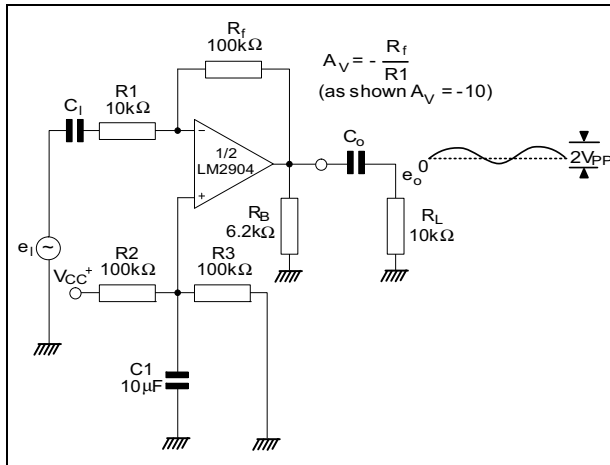 Rf
100kΩ
AV = - Rf
R1
(as shown AV = -10)
CI
R1
10kΩ
1/2
LM2904
Co
eo
0
2VPP
RB
6.2kΩ
RL
10kΩ
eI
~
VCC+
R2
100kΩ
R3
100kΩ
C1
10µF